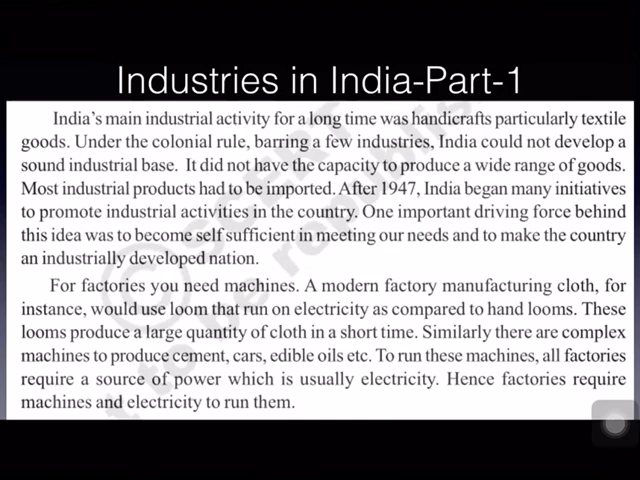 Industries in India-Part-1
India's main industrial activity for a long time was handicrafts particularly textile
goods. Under the colonial rule, barring a few industries, India could not develop a
sound industrial base. It did not have the capacity to produce a wide range of goods.
Most industrial products had to be imported. After 1947, India began many initiatives
to promote industrial activities in the country. One important driving force behind
this idea was to become self sufficient in meeting our needs and to make the country
an industrially developed nation.
For factories you need machines. A modern factory manufacturing cloth, for
instance, would use loom that run on electricity as compared to hand looms. These
looms produce a large quantity of cloth in a short time. Similarly there are complex
machines to produce cement, cars, edible oils etc. To run these machines, all factories
require a source of power which is usually electricity. Hence factories require
machines and electricity to run them.